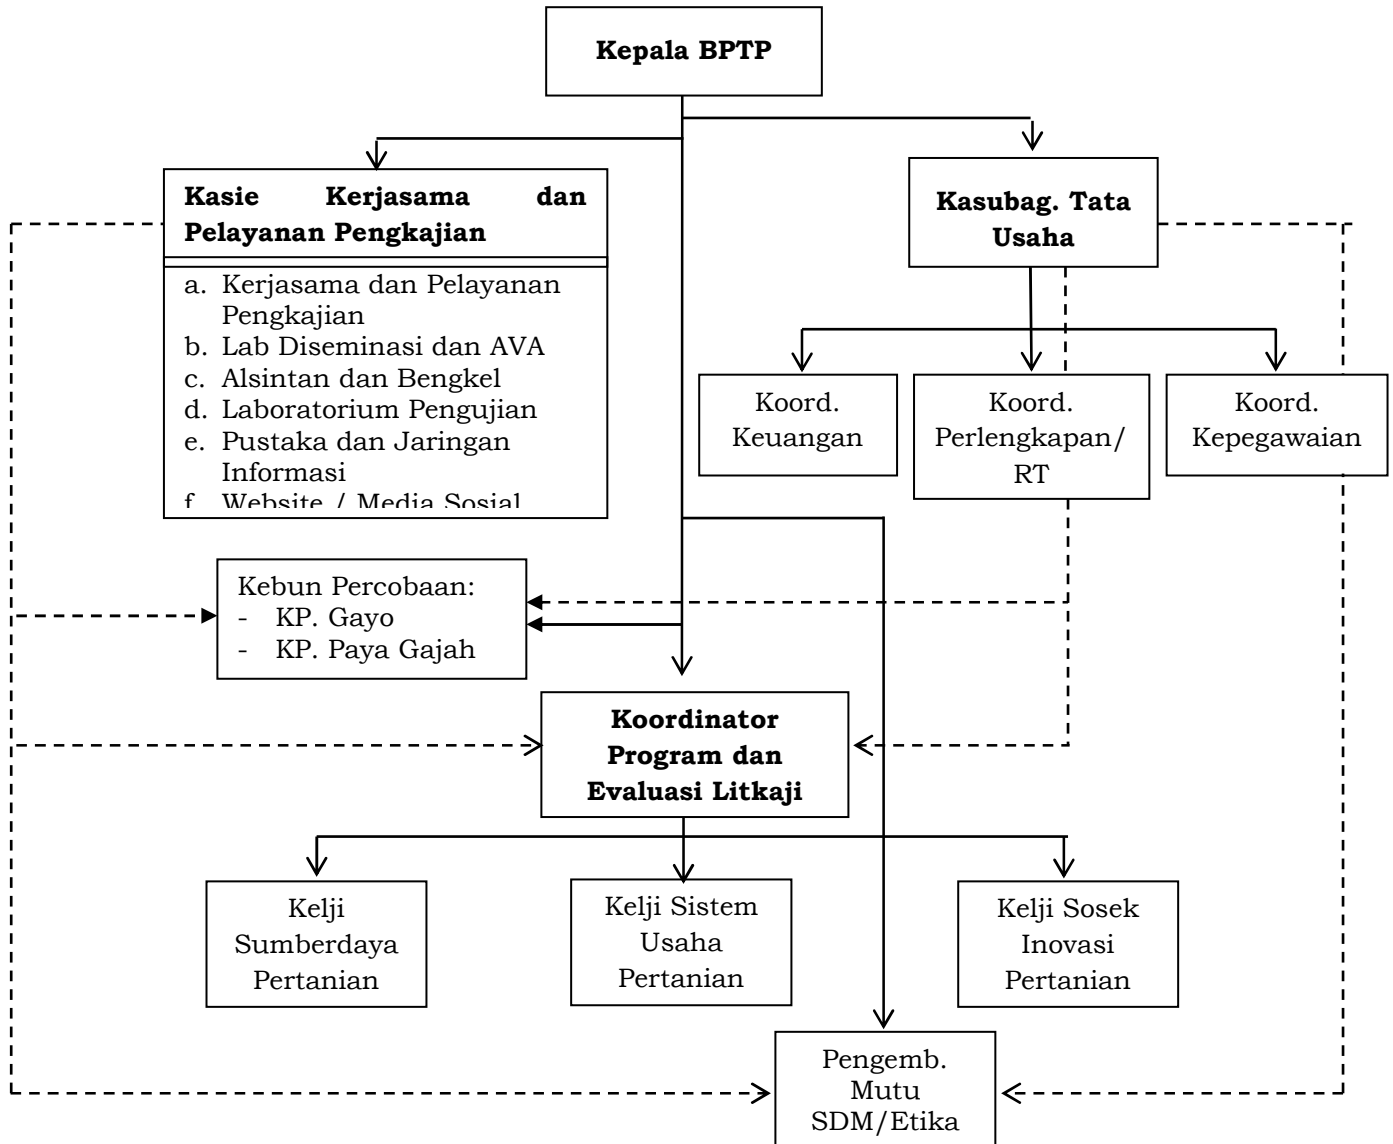 Kepala BPTP
Kasie Kerjasama dan
Pelayanan Pengkajian
a. Kerjasama dan Pelayanan
Pengkajian
b. Lab Diseminasi dan AVA
c. Alsintan dan Bengkel
d. Laboratorium Pengujian
e. Pustaka dan Jaringan
Informasi
f Website / Media Sosial
Kasubag. Tata
Usaha
Koord.
Keuangan
Koord.
Perlengkapan/
RT
Koord.
Kepegawaian
Kebun Percobaan:
- KP. Gayo
- KP. Paya Gajah
Koordinator
Program dan
Evaluasi Litkaji
Kelji
Sumberdaya
Pertanian
Kelji Sistem
Usaha
Pertanian
Kelji Sosek
Inovasi
Pertanian
Pengemb.
Mutu
SDM/Etika